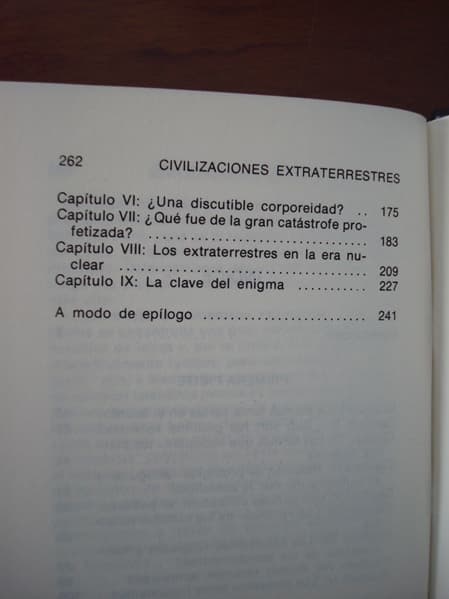 262 CIVILIZACIONES EXTRATERRESTRES
Capítulo VI: ¿Una discutible corporeidad? .. 175
Capítulo VII: ¿Qué fue de la gran catástrofe pro-
fetizada? ................................ 183
Capítulo VIII: Los extraterrestres en la era nu-
clear .................................... 209
Capítulo IX: La clave del enigma ........... 227
A modo de epílogo ....................... 241